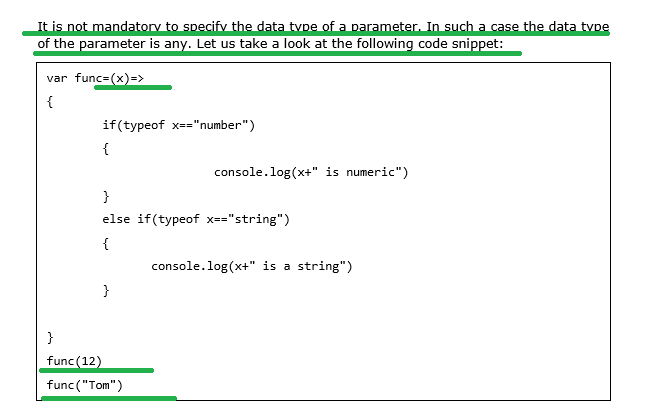 It is not mandatory to specify the data type of a parameter. In such a case the data type
of the parameter is any. Let us take a look at the following code snippet:
var func=(x)=>
{
if(typeof x=="number")
{
console.log(x+" is numeric")
}
else if(typeof x=="string")
{
console.log(x+" is a string")
}
}
func(12)
func("Tom")